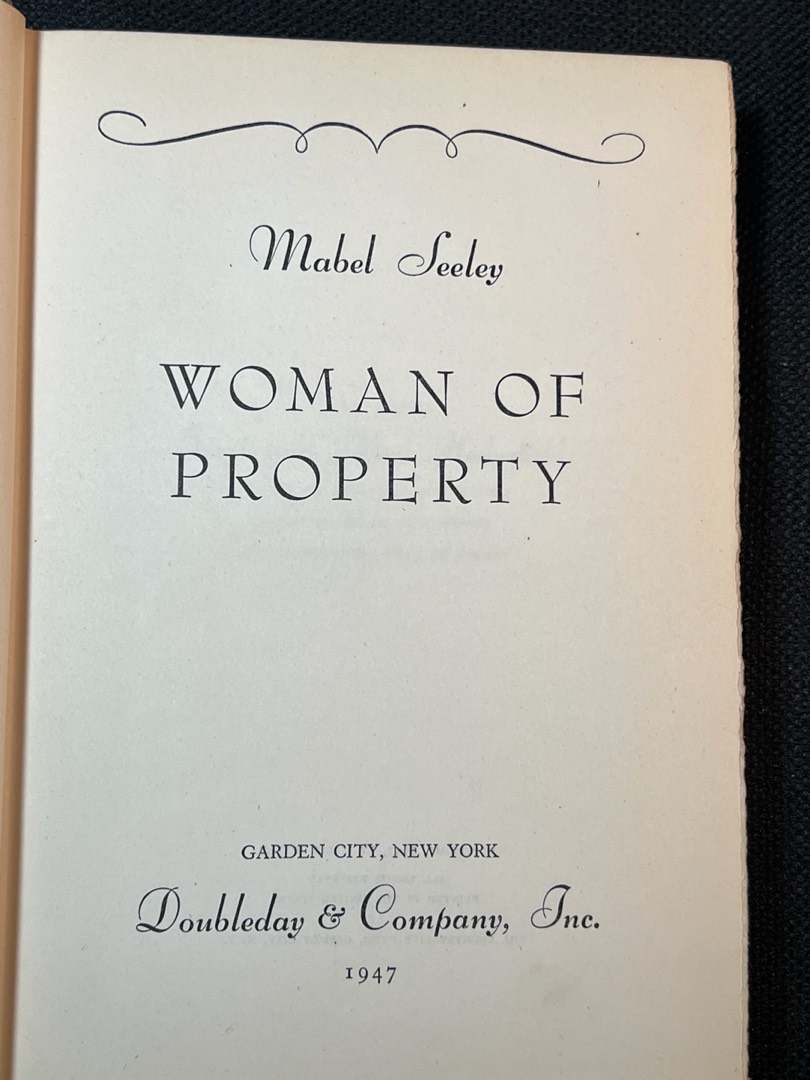 Mabel Seeley
WOMAN OF
PROPERTY
GARDEN CITY, NEW YORK
Doubleday & Company, Inc.
1947